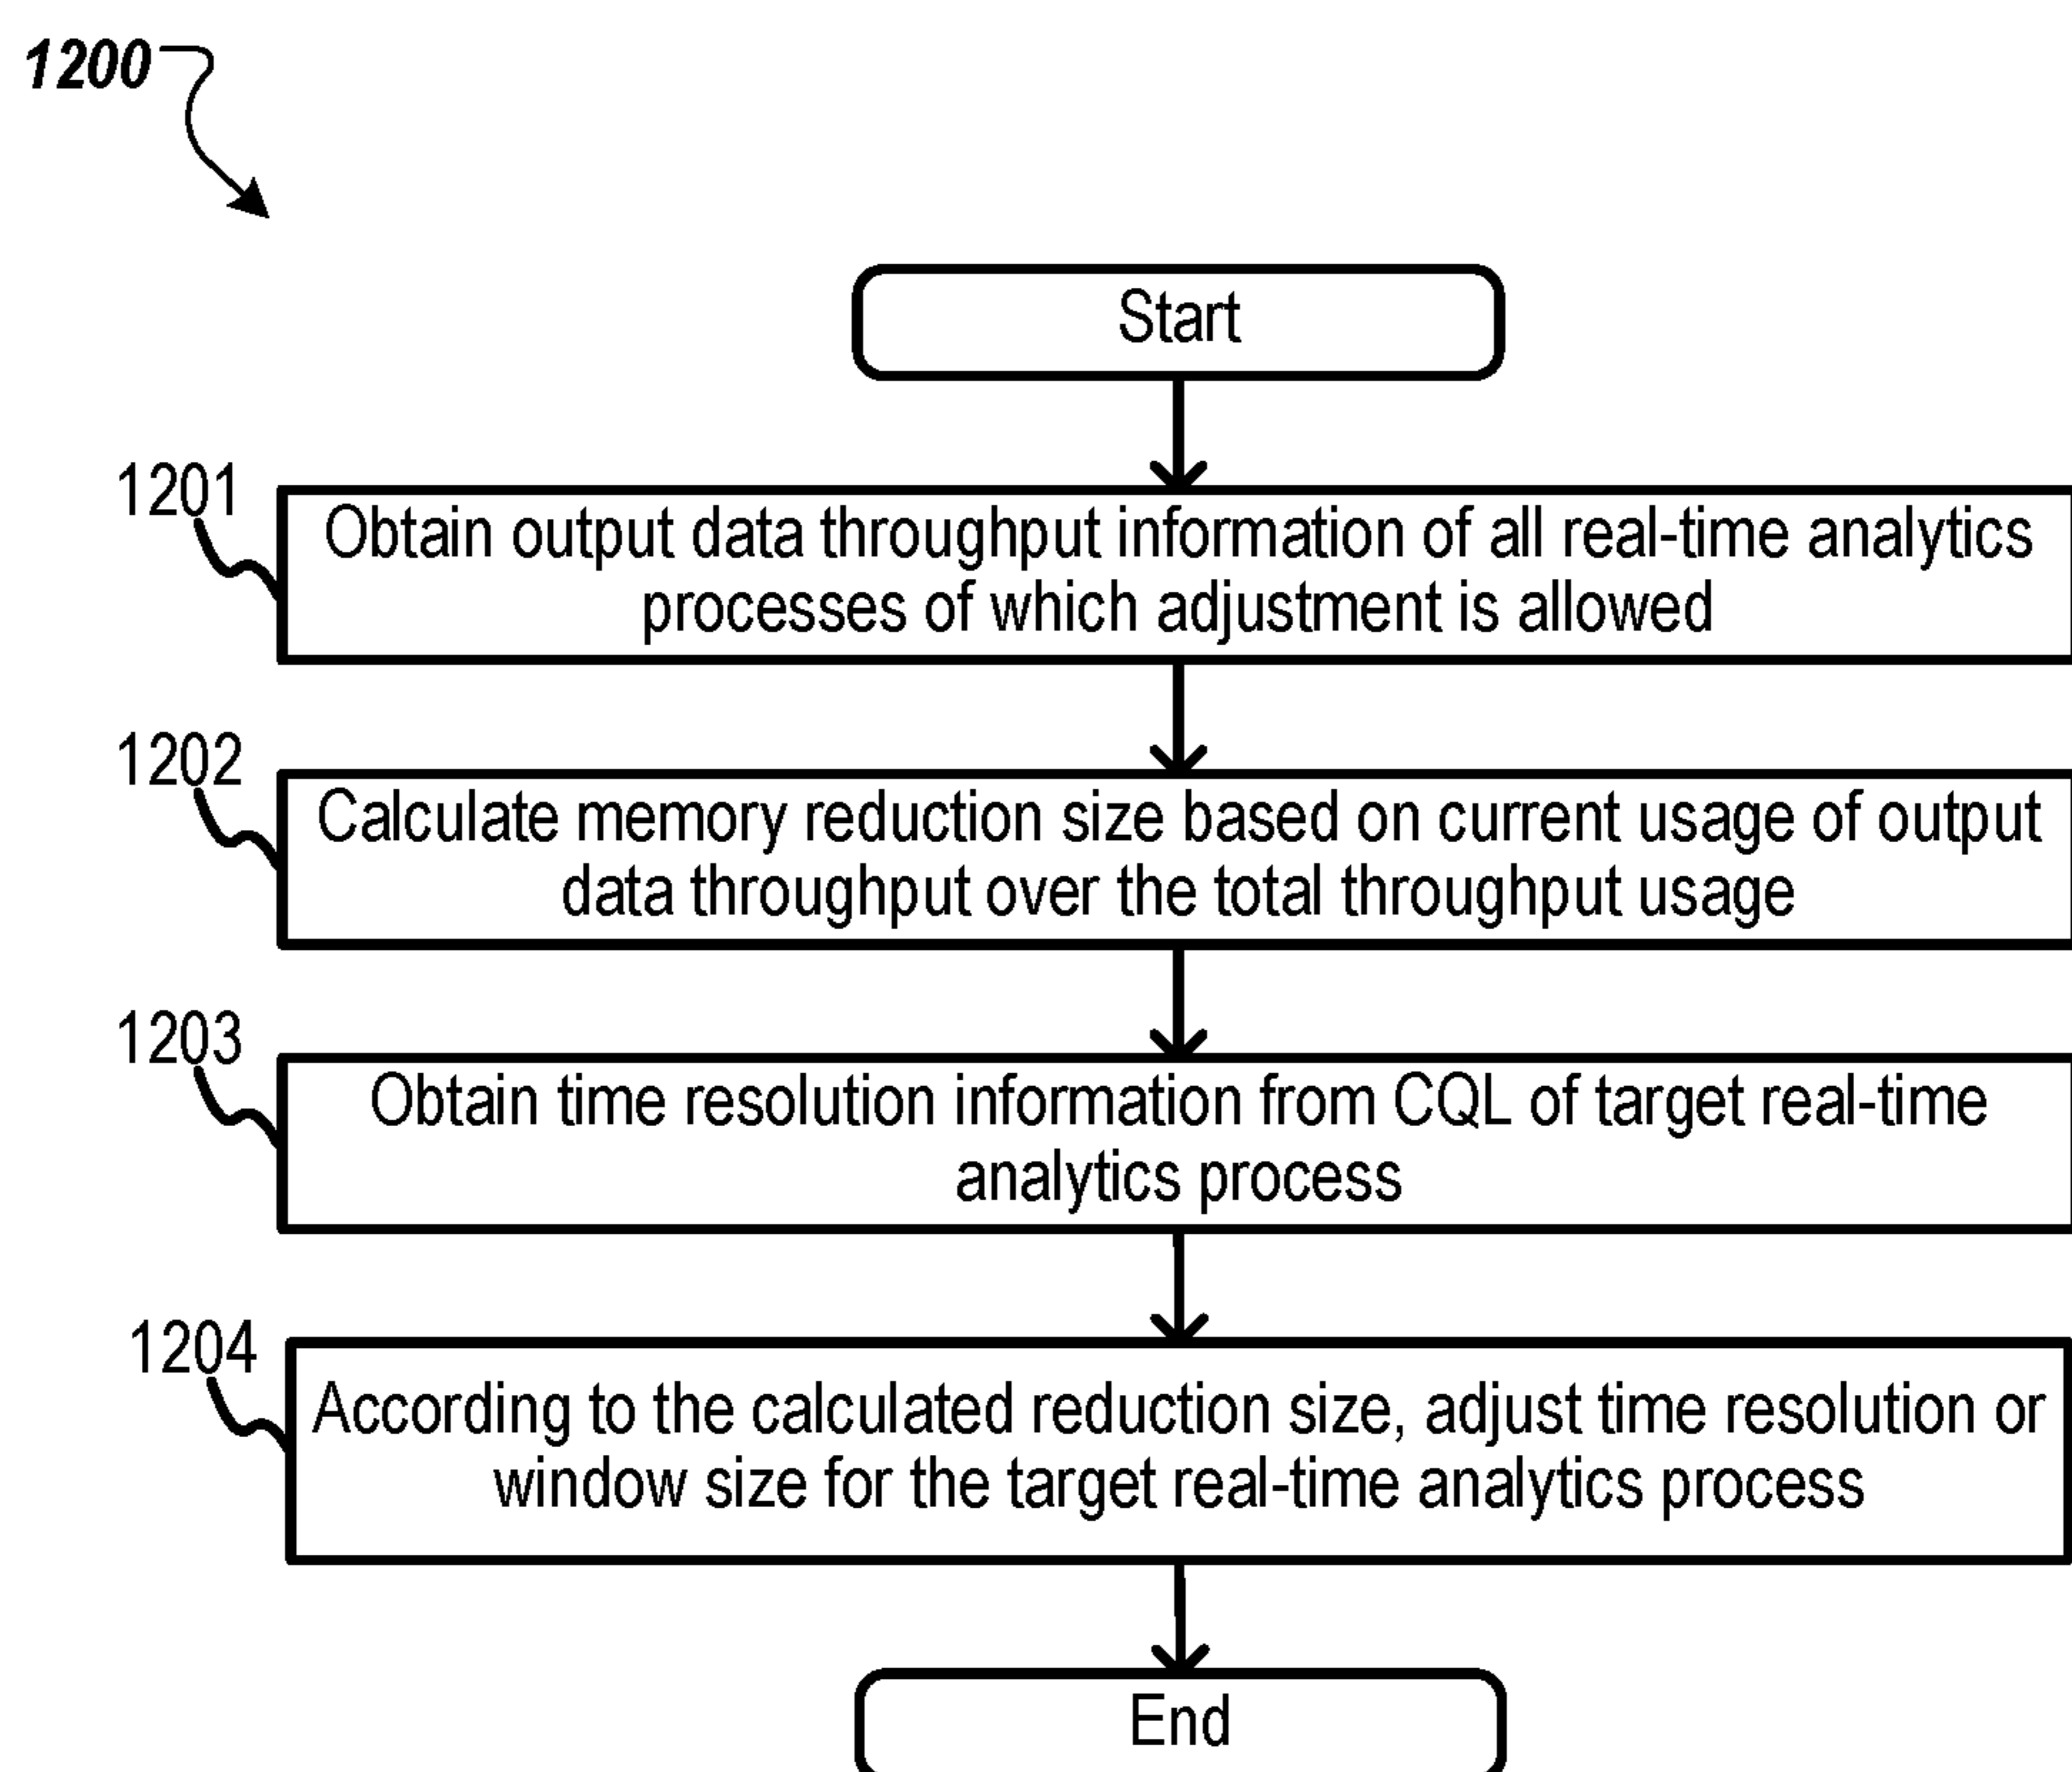 1200
Start
1201
Obtain output data throughput information of all real-time analytics
processes of which adjustment is allowed
1202
Calculate memory reduction size based on current usage of output
data throughput over the total throughput usage
1203
Obtain time resolution information from CQL of target real-time
analytics process
1204
According to the calculated reduction size, adjust time resolution or
window size for the target real-time analytics process
End